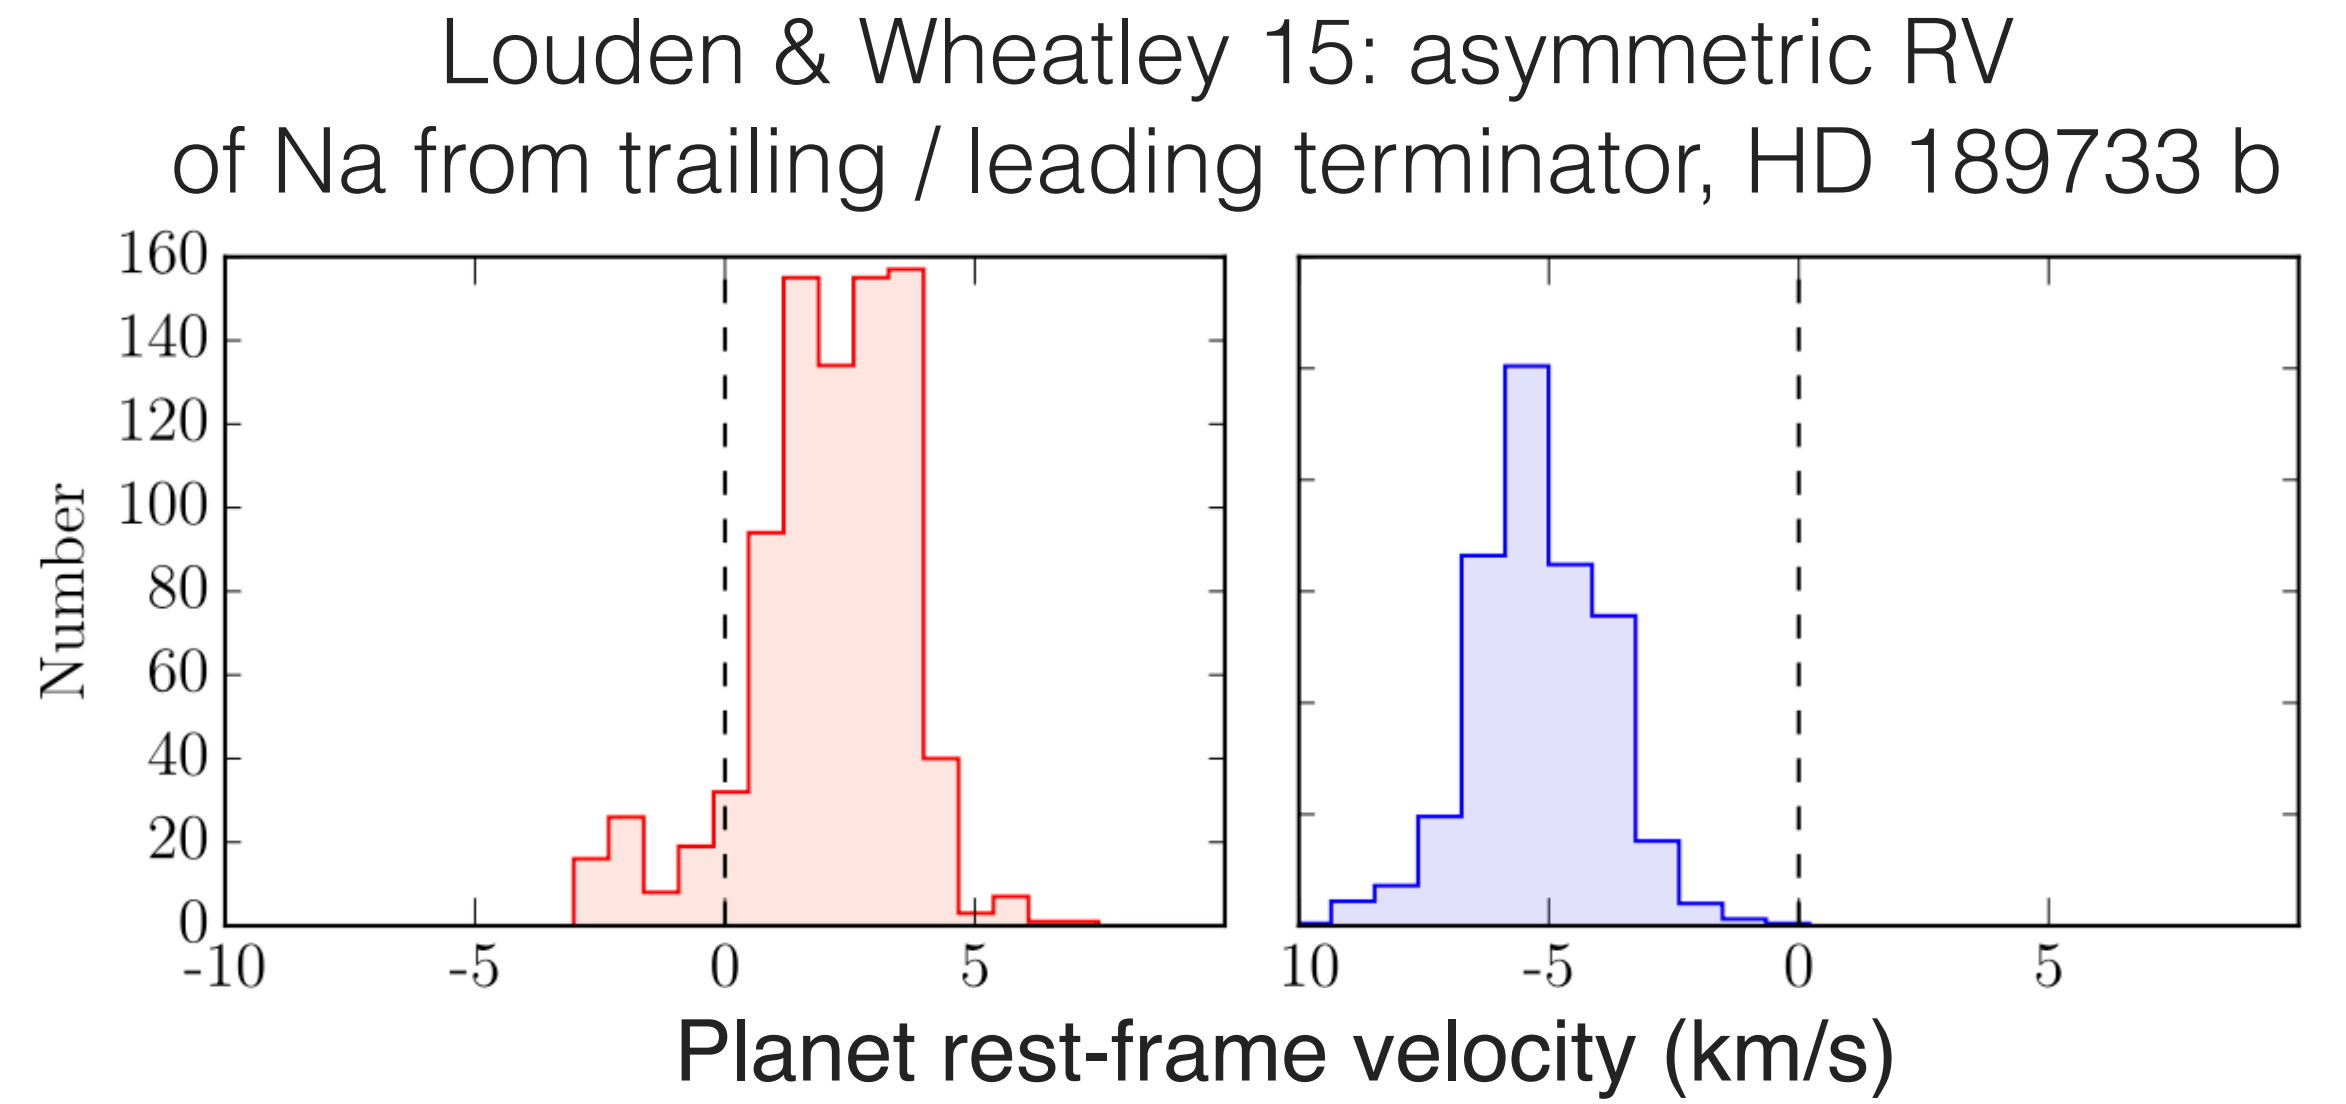 Louden & Wheatley 15: asymmetric RV
of Na from trailing / leading terminator, HD 189733 b
160
140
120
100
80
60
40
20
0
Number
-10 -5 0 5
10 -5 0 5
Planet rest-frame velocity (km/s)